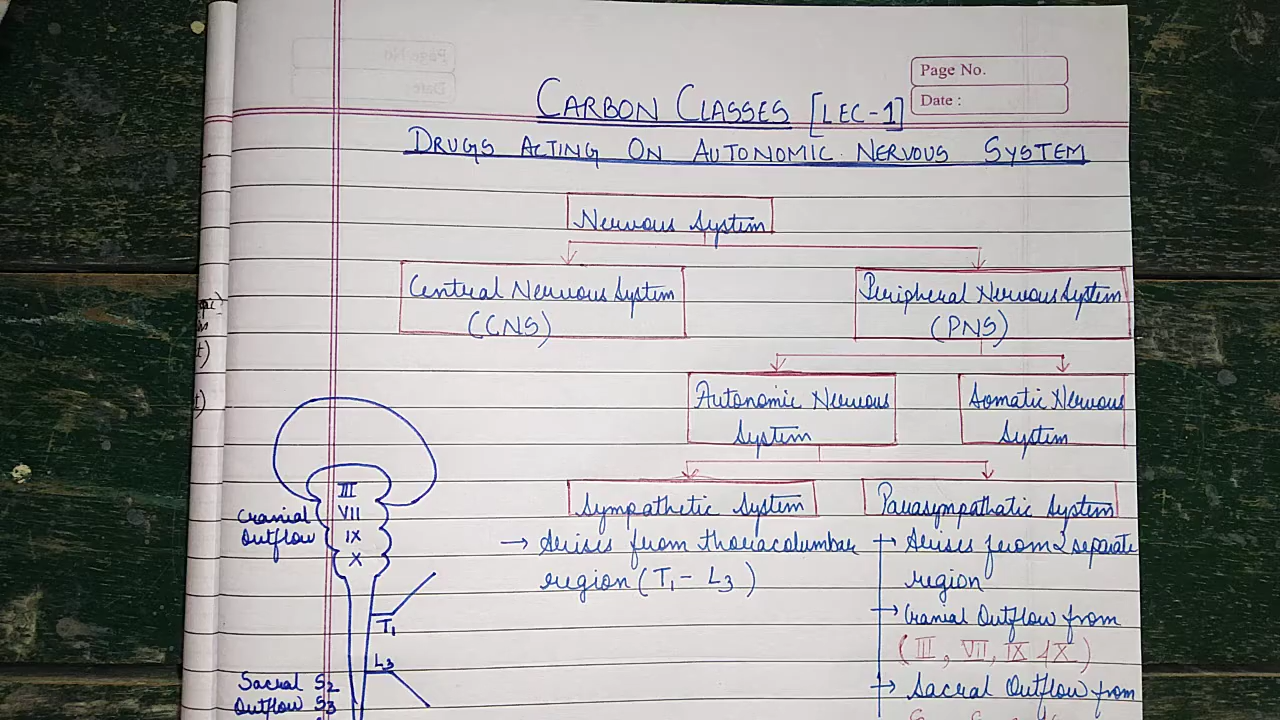 Page No.
Date :
CARBON CLASSES [LEC-1]
DRUGS ACTING ON AUTONOMIC NERVOUS SYSTEM
Nervous System
Central Nervous System
(CNS)
Peripheral Nervous System
(PNS)
Autonomic Nervous
System
Somatic Nervous
System
Sympathetic System
→ Arises from thoracolumbar
region (T1 - L3)
Parasympathatic System
→ Arises from 2 separate
region
→ Cranial Outflow from
(III, VII, IX & X)
→ Sacral Outflow from
III
VII
IX
X
Cranial
Outflow
T1
L3
Sacral S2
Outflow S3